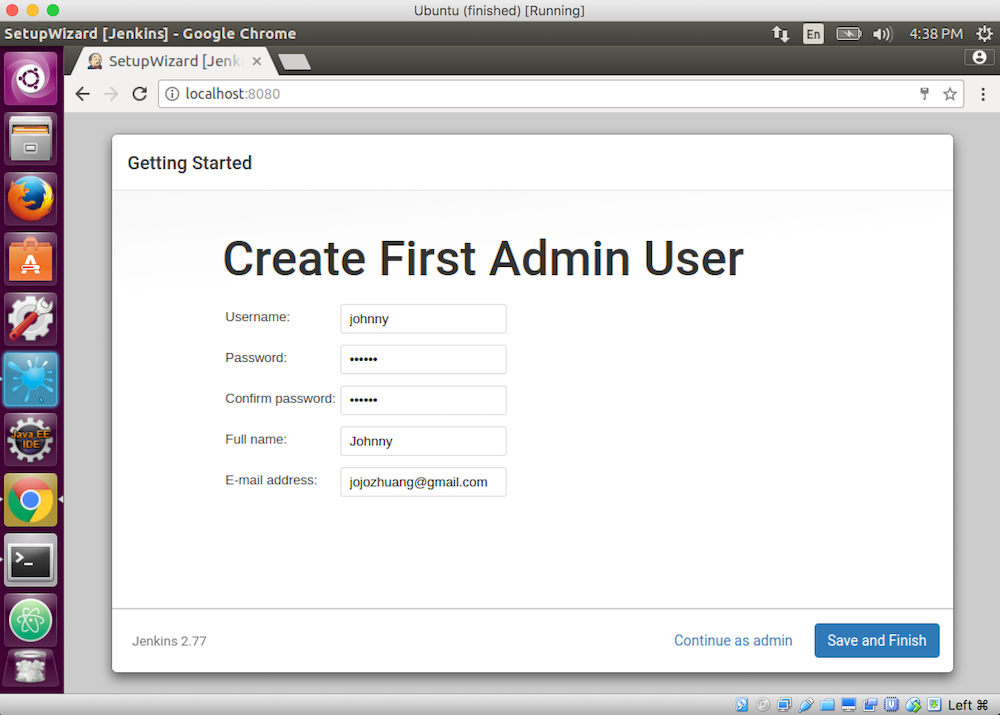 Ubuntu (finished) [Running]
SetupWizard [Jenkins] - Google Chrome
En
4:38 PM
SetupWizard [Jenk
localhost:8080
Getting Started
Create First Admin User
Username:
johnny
Password:
••••••
Confirm password:
••••••
Full name:
Johnny
E-mail address:
jojozhuang@gmail.com
Java EE
IDE
Jenkins 2.77
Continue as admin
Save and Finish
Left ⌘